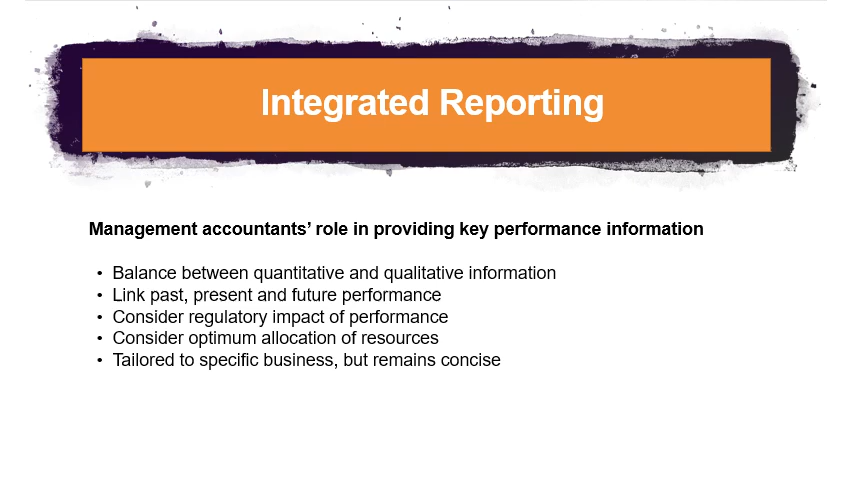 Integrated Reporting
Management accountants’ role in providing key performance information
• Balance between quantitative and qualitative information
• Link past, present and future performance
• Consider regulatory impact of performance
• Consider optimum allocation of resources
• Tailored to specific business, but remains concise